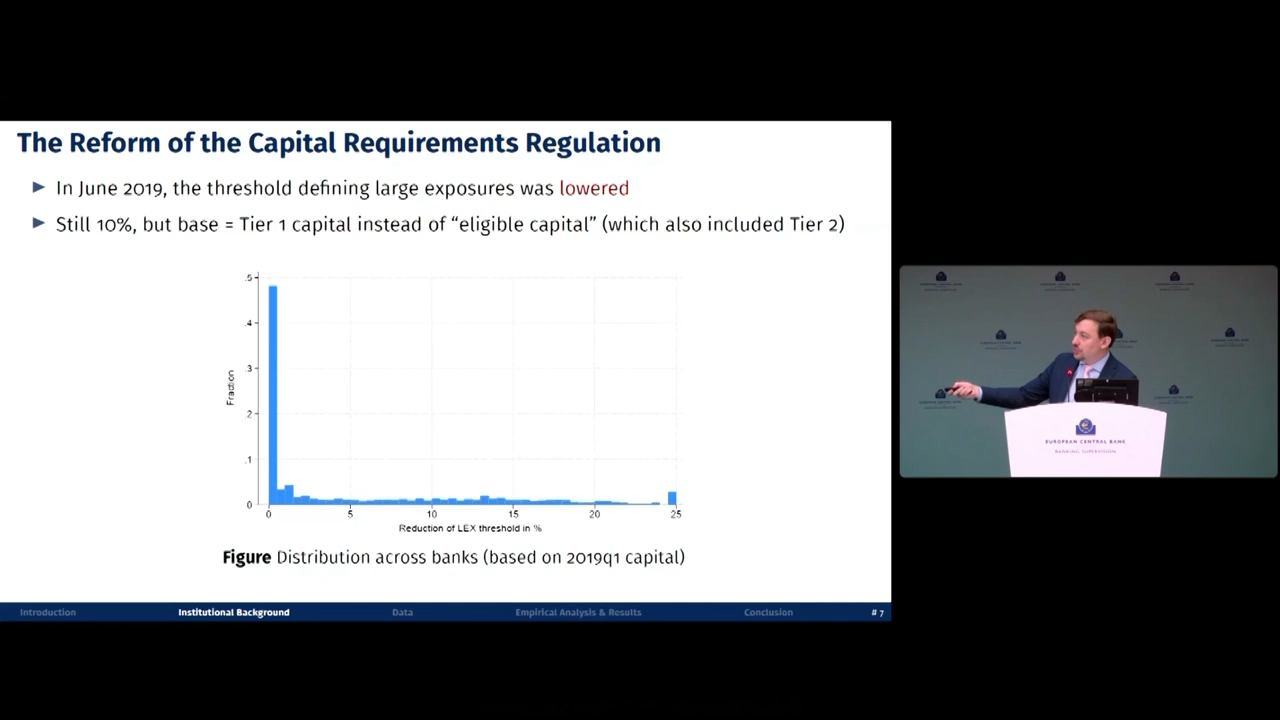 The Reform of the Capital Requirements Regulation
▶ In June 2019, the threshold defining large exposures was lowered
▶ Still 10%, but base = Tier 1 capital instead of “eligible capital” (which also included Tier 2)
.5
.4
.3
.2
.1
0
Fraction
0 5 10 15 20 25
Reduction of LEX threshold in %
Figure Distribution across banks (based on 2019q1 capital)
Introduction Institutional Background Data Empirical Analysis & Results Conclusion # 7
EUROPEAN CENTRAL BANK
BANKING SUPERVISION